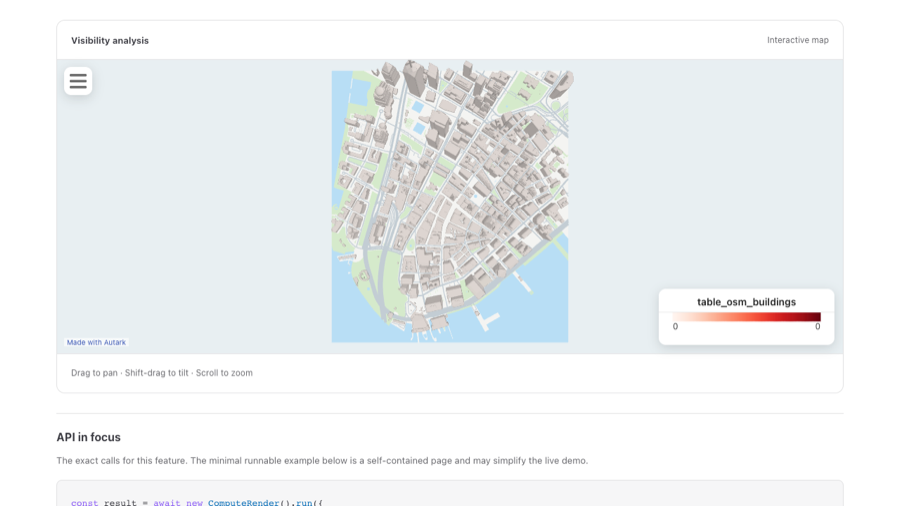 Visibility analysis
Interactive map
table_osm_buildings
0 0
Made with Autark
Drag to pan · Shift-drag to tilt · Scroll to zoom
API in focus
The exact calls for this feature. The minimal runnable example below is a self-contained page and may simplify the live demo.
const result = await new ComputeRender().run({